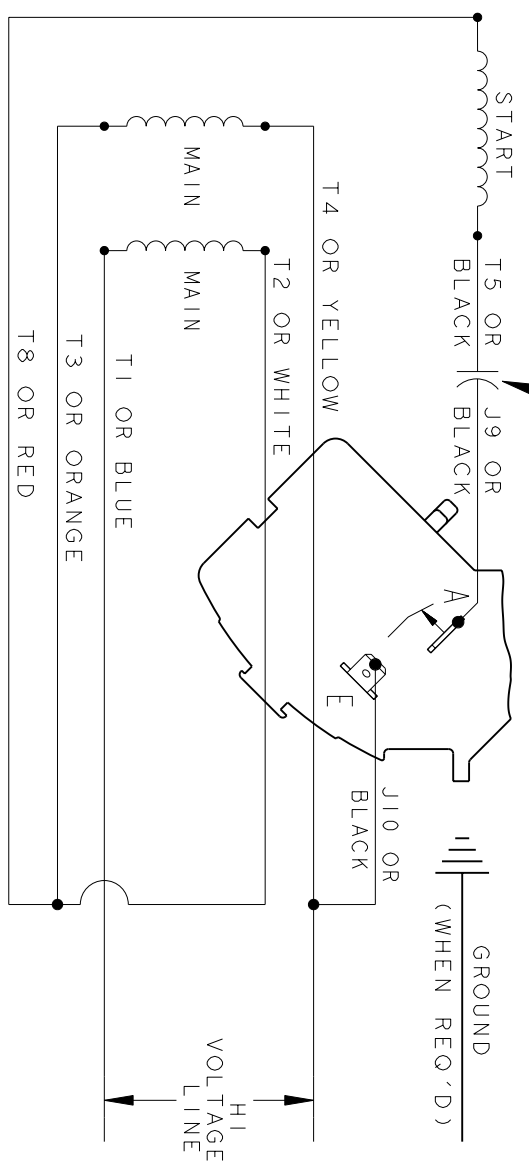 START
T5 OR
BLACK
J9 OR
BLACK
MAIN
MAIN
T4 OR YELLOW
T2 OR WHITE
T1 OR BLUE
T3 OR ORANGE
T8 OR RED
A
E
J10 OR
BLACK
GROUND
(WHEN REQ'D)
HI
VOLTAGE
LINE